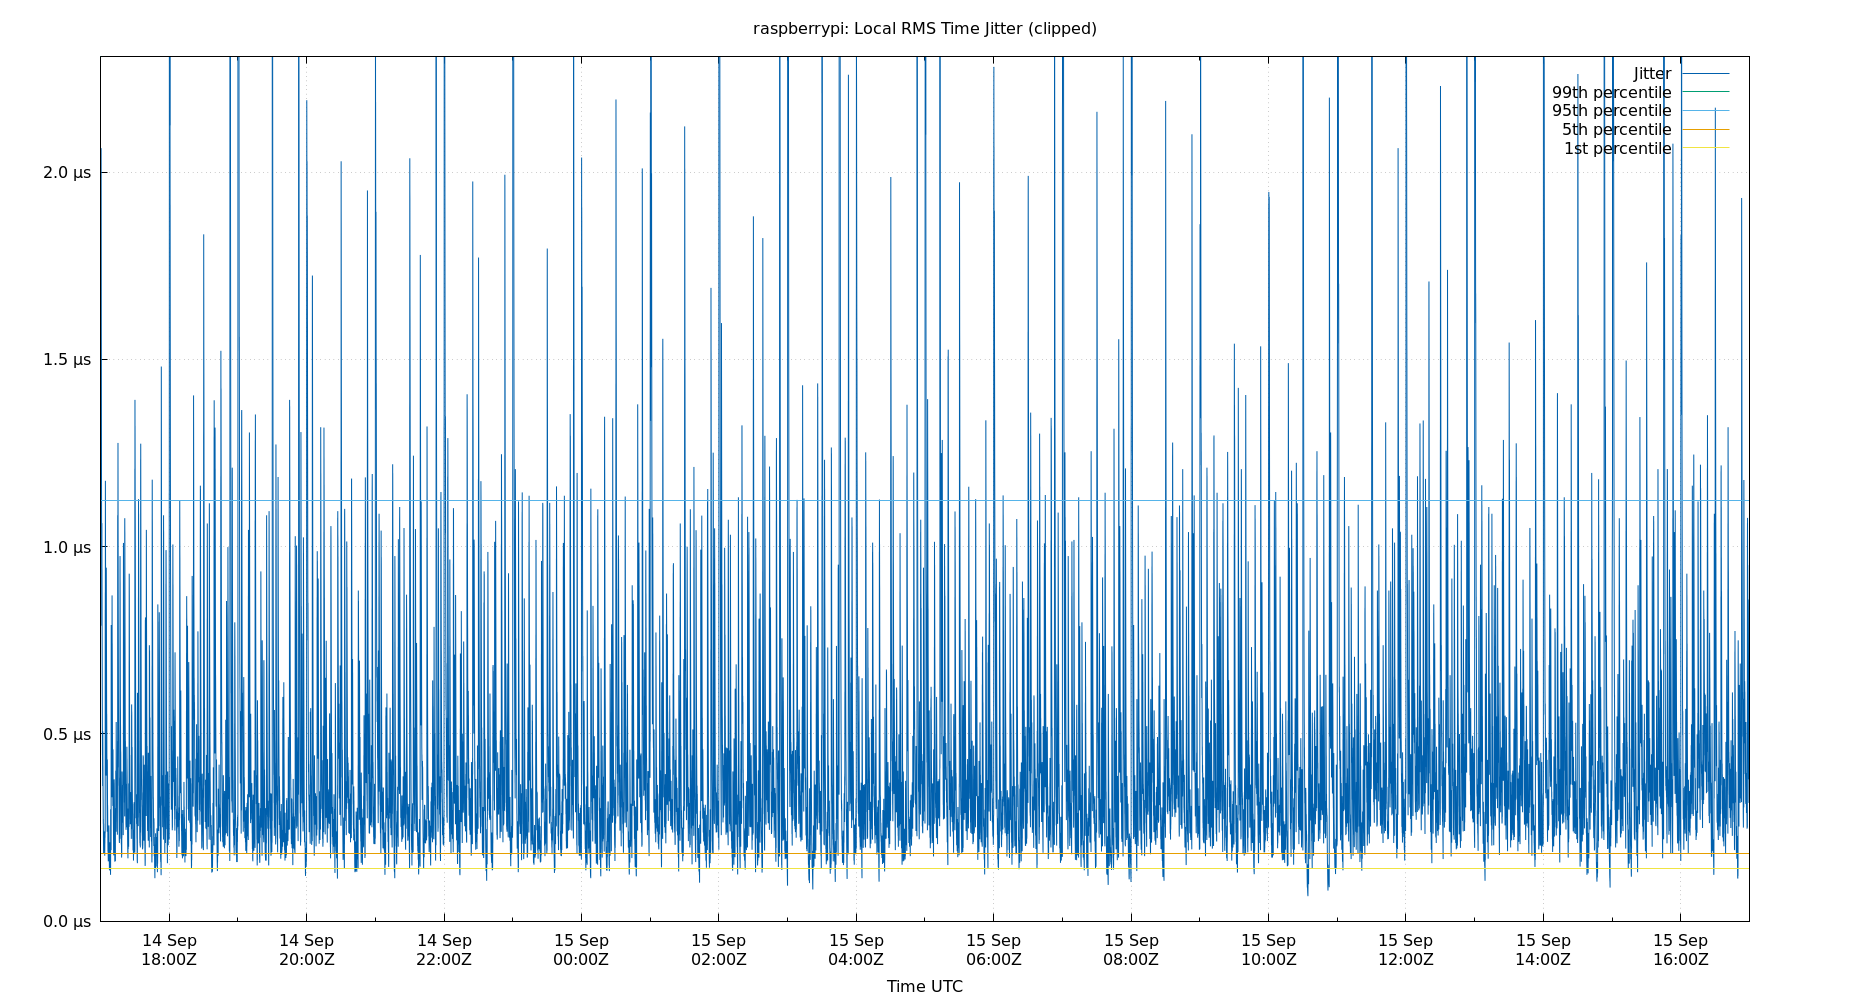 raspberrypi: Local RMS Time Jitter (clipped)
Jitter
99th percentile
95th percentile
5th percentile
1st percentile
2.0 μs
1.5 μs
1.0 μs
0.5 μs
0.0 μs
14 Sep 14 Sep 14 Sep 15 Sep 15 Sep 15 Sep 15 Sep 15 Sep 15 Sep 15 Sep 15 Sep 15 Sep
18:00Z 20:00Z 22:00Z 00:00Z 02:00Z 04:00Z 06:00Z 08:00Z 10:00Z 12:00Z 14:00Z 16:00Z
Time UTC